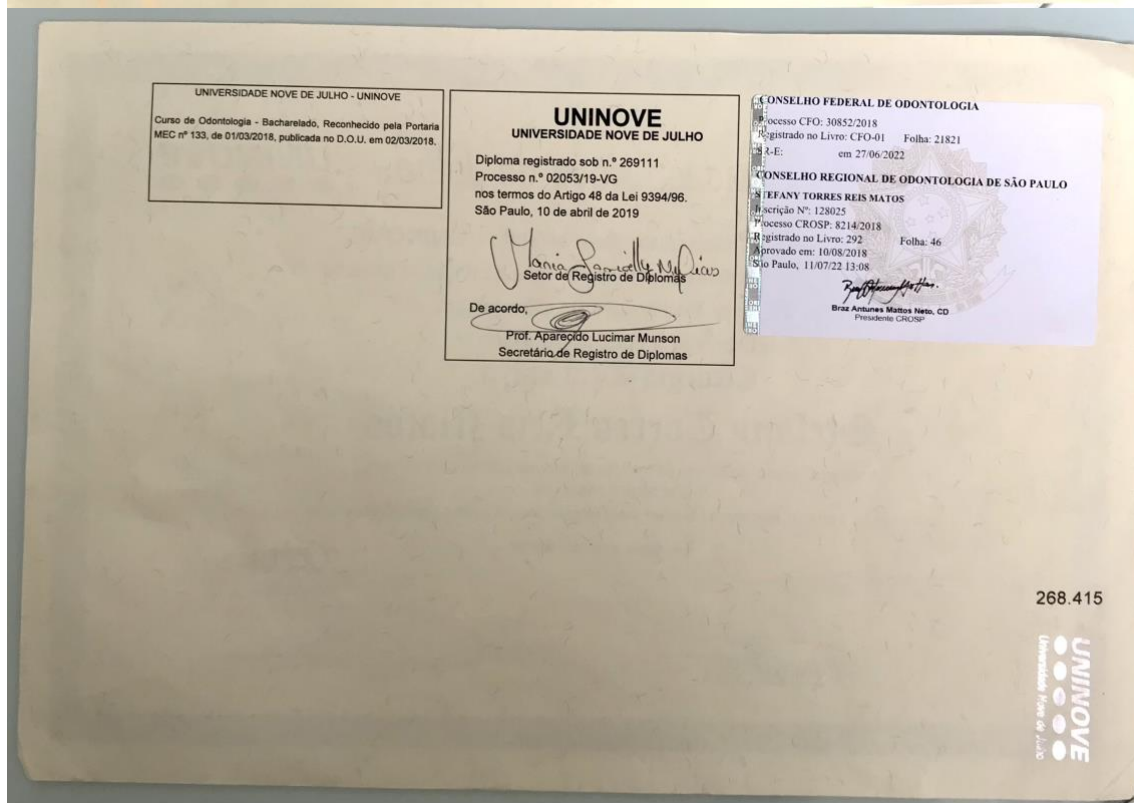 UNIVERSIDADE NOVE DE JULHO - UNINOVE
Curso de Odontologia - Bacharelado, Reconhecido pela Portaria
MEC nº 133, de 01/03/2018, publicada no D.O.U. em 02/03/2018.
UNINOVE
UNIVERSIDADE NOVE DE JULHO
Diploma registrado sob n.º 269111
Processo n.º 02053/19-VG
nos termos do Artigo 48 da Lei 9394/96.
São Paulo, 10 de abril de 2019
Setor de Registro de Diplomas
De acordo,
Prof. Aparecido Lucimar Munson
Secretário de Registro de Diplomas
CONSELHO FEDERAL DE ODONTOLOGIA
Processo CFO: 30852/2018
Registrado no Livro: CFO-01 Folha: 21821
em 27/06/2022
CONSELHO REGIONAL DE ODONTOLOGIA DE SÃO PAULO
STEFANY TORRES REIS MATOS
Inscrição Nº: 128025
Processo CROSP: 8214/2018
Registrado no Livro: 292 Folha: 46
Aprovado em: 10/08/2018
São Paulo, 11/07/22 13:08
Braz Antunes Mattos Neto, CD
Presidente CROSP
268.415
UNINOVE
Universidade Nove de Julho